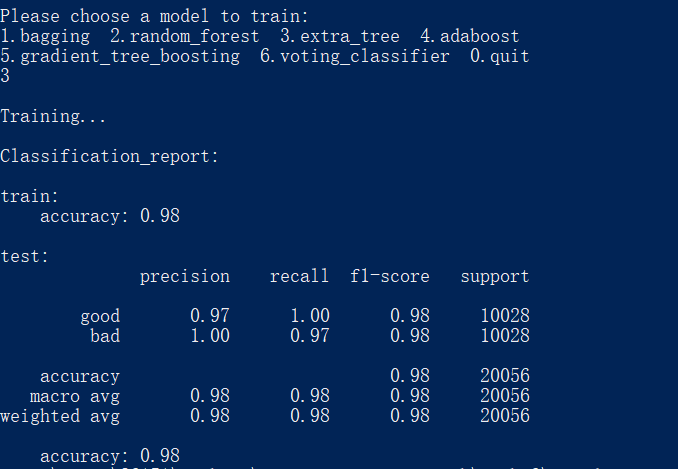 Please choose a model to train:
1.bagging 2.random_forest 3.extra_tree 4.adaboost
5.gradient_tree_boosting 6.voting_classifier 0.quit
3
Training...
Classification_report:
train:
accuracy: 0.98
test:
precision recall f1-score support
good 0.97 1.00 0.98 10028
bad 1.00 0.97 0.98 10028
accuracy 0.98 20056
macro avg 0.98 0.98 0.98 20056
weighted avg 0.98 0.98 0.98 20056
accuracy: 0.98